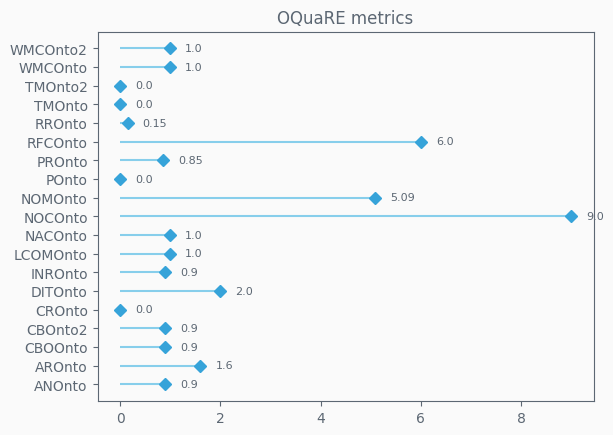 OQuaRE metrics
WMCOnto2 1.0
WMCOnto 1.0
TMOnto2 0.0
TMOnto 0.0
RROnto 0.15
RFCOnto 6.0
PROnto 0.85
POnto 0.0
NOMOnto 5.09
NOCOnto 9.0
NACOnto 1.0
LCOMOnto 1.0
INROnto 0.9
DITOnto 2.0
CROnto 0.0
CBOnto2 0.9
CBOOnto 0.9
AROnto 1.6
ANOnto 0.9
0 2 4 6 8